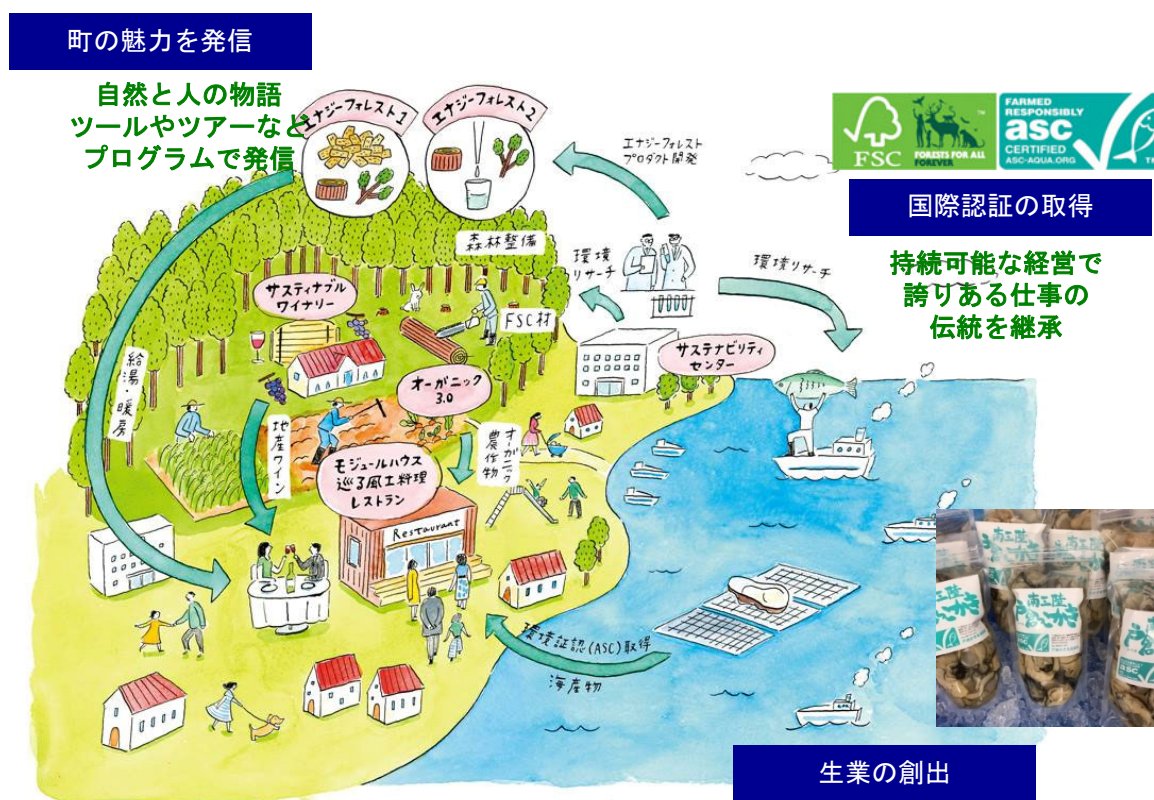 町の魅力を発信
自然と人の物語
ツールやツアーなど
プログラムで発信
エナジーフォレスト1
エナジーフォレスト2
エナジーフォレスト
プロダクト開発
FSC
FORESTS FOR ALL
FOREVER
FARMED
RESPONSIBLY
asc
CERTIFIED
ASC-AQUA.ORG
国際認証の取得
持続可能な経営で
誇りある仕事の
伝統を継承
森林整備
環境
リサーチ
環境リサーチ
サスティナブル
ワイナリー
FSC材
サステナビリティ
センター
オーガニック
3.0
給湯・暖房
地産ワイン
オーガニック
農作物
モジュールハウス
巡る風土料理
レストラン
Restaurant
環境証認(ASC)取得
海産物
南三陸
asc
生業の創出